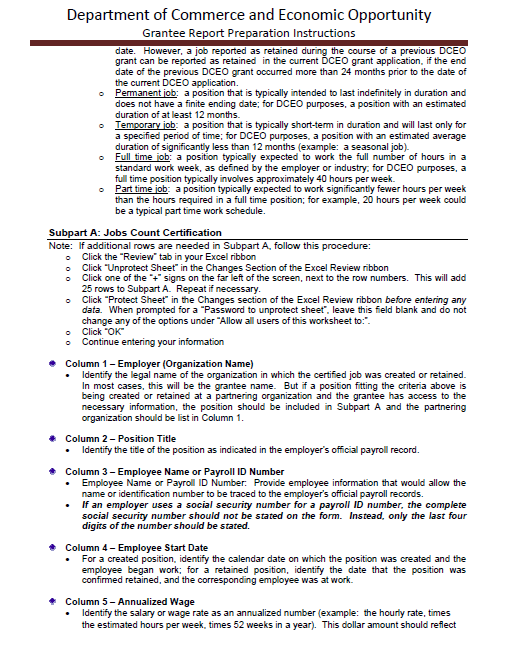 Department of Commerce and Economic Opportunity
Grantee Report Preparation Instructions
date. However, a job reported as retained during the course of a previous DCEO
grant can be reported as retained in the current DCEO grant application, if the end
date of the previous DCEO grant occurred more than 24 months prior to the date of
the current DCEO application.
o Permanent job: a position that is typically intended to last indefinitely in duration and
does not have a finite ending date; for DCEO purposes, a position with an estimated
duration of at least 12 months.
o Temporary job: a position that is typically short-term in duration and will last only for
a specified period of time; for DCEO purposes, a position with an estimated average
duration of significantly less than 12 months (example: a seasonal job).
o Full time job: a position typically expected to work the full number of hours in a
standard work week, as defined by the employer or industry; for DCEO purposes, a
full time position typically involves approximately 40 hours per week.
o Part time job: a position typically expected to work significantly fewer hours per week
than the hours required in a full time position; for example, 20 hours per week could
be a typical part time work schedule.
Subpart A: Jobs Count Certification
Note: If additional rows are needed in Subpart A, follow this procedure:
o Click the "Review" tab in your Excel ribbon
o Click "Unprotect Sheet" in the Changes Section of the Excel Review ribbon
o Click one of the "+" signs on the far left of the screen, next to the row numbers. This will add
25 rows to Subpart A. Repeat if necessary.
o Click "Protect Sheet" in the Changes section of the Excel Review ribbon before entering any
data. When prompted for a "Password to unprotect sheet", leave this field blank and do not
change any of the options under "Allow all users of this worksheet to:".
o Click "OK"
o Continue entering your information
Column 1 – Employer (Organization Name)
• Identify the legal name of the organization in which the certified job was created or retained.
In most cases, this will be the grantee name. But if a position fitting the criteria above is
being created or retained at a partnering organization and the grantee has access to the
necessary information, the position should be included in Subpart A and the partnering
organization should be list in Column 1.
Column 2 – Position Title
• Identify the title of the position as indicated in the employer's official payroll record.
Column 3 – Employee Name or Payroll ID Number
• Employee Name or Payroll ID Number: Provide employee information that would allow the
name or identification number to be traced to the employer's official payroll records.
• If an employer uses a social security number for a payroll ID number, the complete
social security number should not be stated on the form. Instead, only the last four
digits of the number should be stated.
Column 4 – Employee Start Date
• For a created position, identify the calendar date on which the position was created and the
employee began work; for a retained position, identify the date that the position was
confirmed retained, and the corresponding employee was at work.
Column 5 – Annualized Wage
• Identify the salary or wage rate as an annualized number (example: the hourly rate, times
the estimated hours per week, times 52 weeks in a year). This dollar amount should reflect